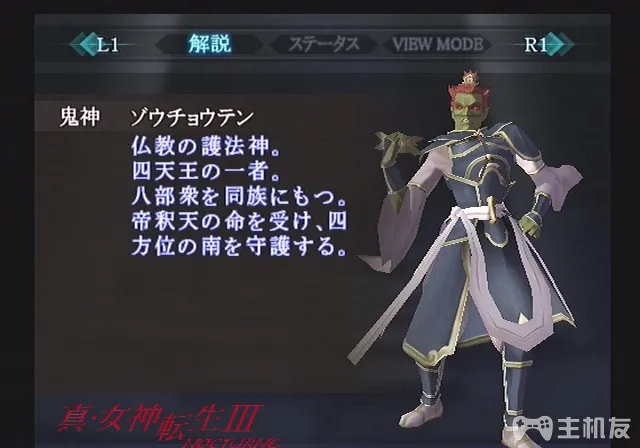 L1 解説 ステータス VIEW MODE R1
鬼神 ゾウチョウテン
仏教の護法神。
四天王の一者。
八部衆を同族にもつ。
帝釈天の命を受け、四
方位の南を守護する。
真・女神転生III
NOCTURNE
主机友